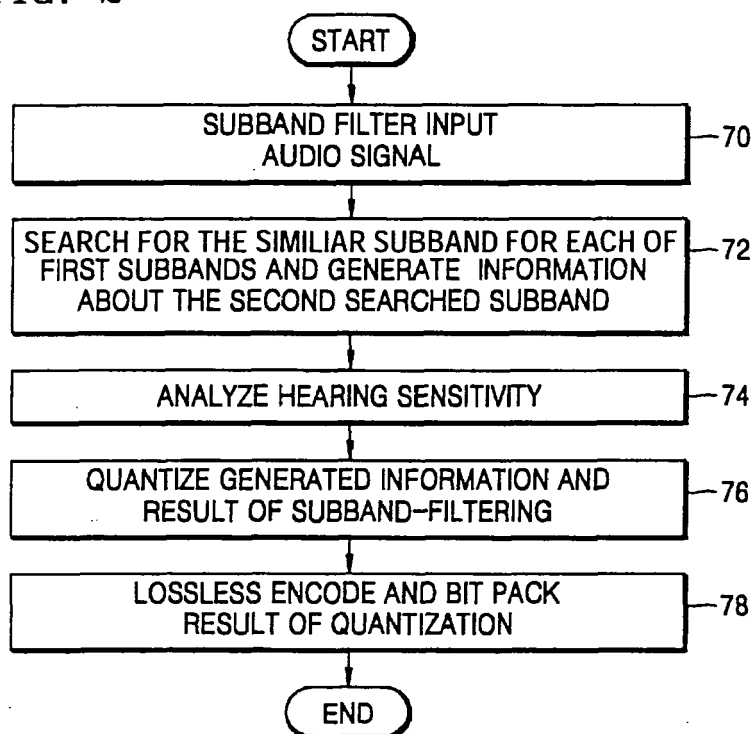 FIG. 2
START
SUBBAND FILTER INPUT
AUDIO SIGNAL
70
SEARCH FOR THE SIMILIAR SUBBAND FOR EACH OF
FIRST SUBBANDS AND GENERATE INFORMATION
ABOUT THE SECOND SEARCHED SUBBAND
72
ANALYZE HEARING SENSITIVITY
74
QUANTIZE GENERATED INFORMATION AND
RESULT OF SUBBAND-FILTERING
76
LOSSLESS ENCODE AND BIT PACK
RESULT OF QUANTIZATION
78
END